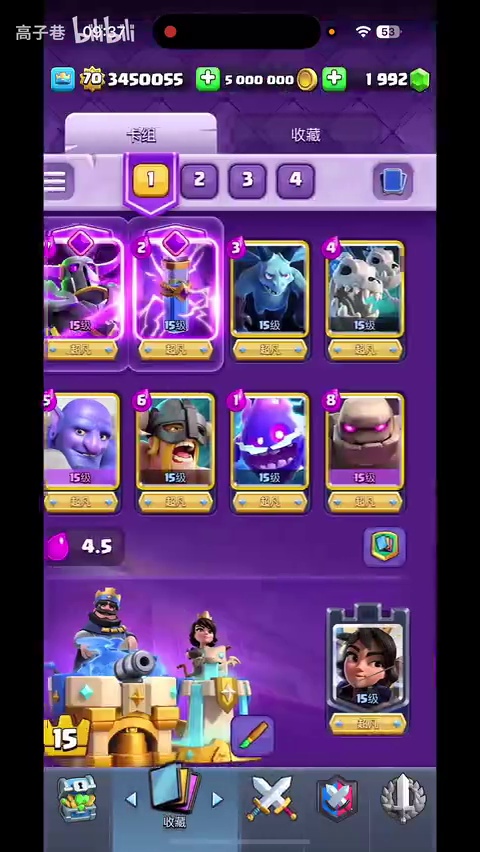 高子巷 bilibili
09:37
53
70 3450055 5 000 000 1 992
卡组 收藏
1 2 3 4
2 3 4
15级 15级 15级 15级
超凡 超凡 超凡 超凡
5 6 1 8
15级 15级 15级 15级
超凡 超凡 超凡 超凡
4.5
15级
超凡
15
收藏